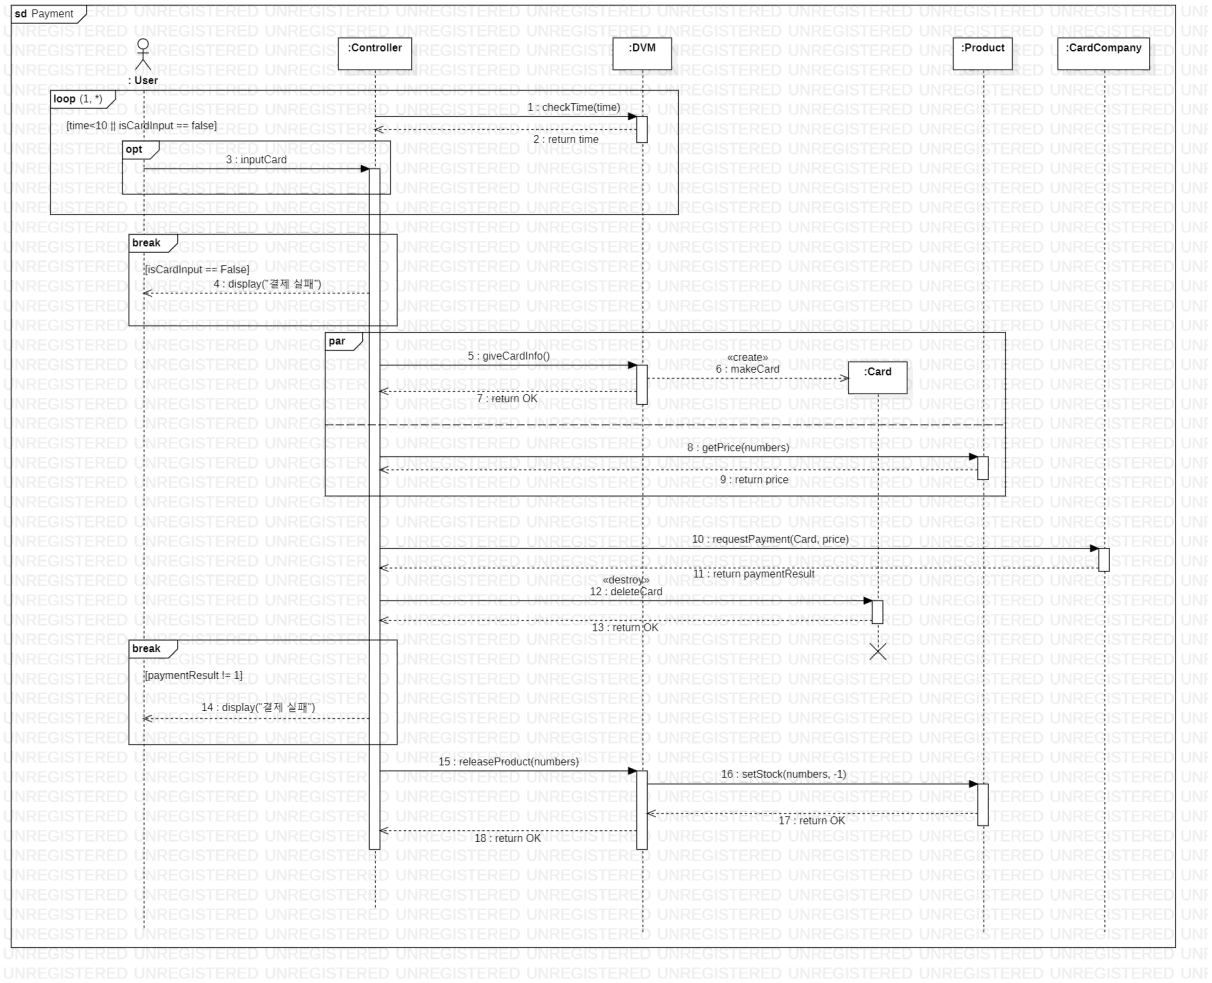 sd Payment
:Controller
:DVM
:Product
:CardCompany
: User
loop (1, *)
1 : checkTime(time)
[time<10 || isCardInput == false]
2 : return time
opt
3 : inputCard
break
[isCardInput == False]
4 : display("결제 실패")
par
5 : giveCardInfo()
«create»
6 : makeCard
:Card
7 : return OK
8 : getPrice(numbers)
9 : return price
10 : requestPayment(Card, price)
11 : return paymentResult
«destroy»
12 : deleteCard
13 : return OK
break
[paymentResult != 1]
14 : display("결제 실패")
15 : releaseProduct(numbers)
16 : setStock(numbers, -1)
17 : return OK
18 : return OK
UNREGISTERED